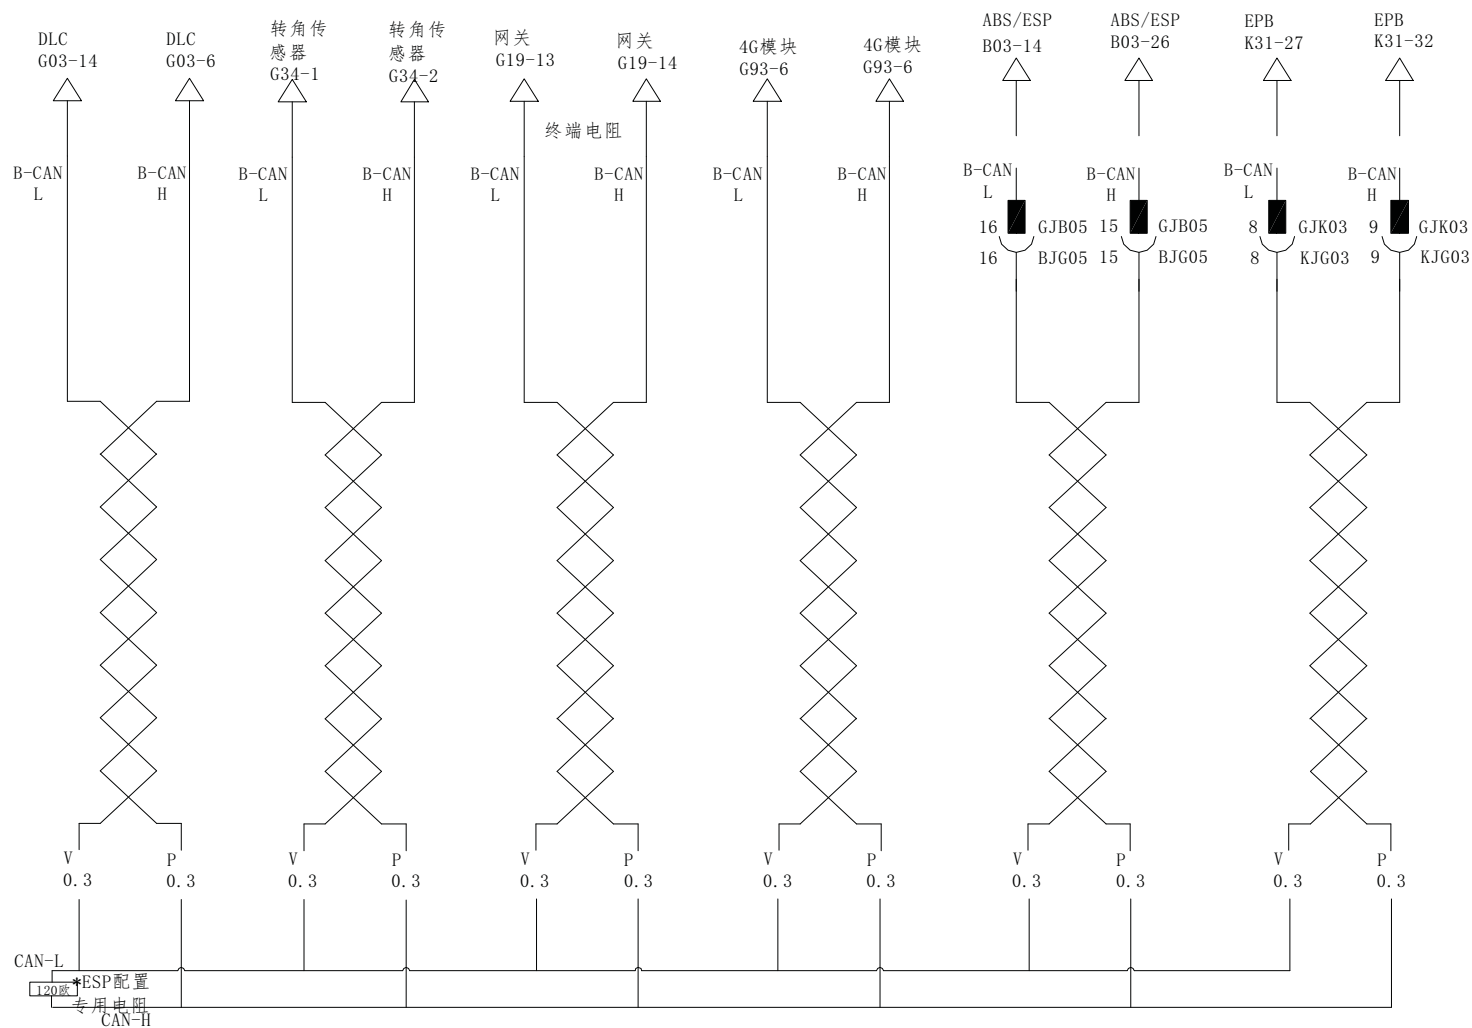 DLC
G03-14
DLC
G03-6
转角传
感器
G34-1
转角传
感器
G34-2
网关
G19-13
网关
G19-14
4G模块
G93-6
4G模块
G93-6
ABS/ESP
B03-14
ABS/ESP
B03-26
EPB
K31-27
EPB
K31-32
终端电阻
B-CAN
L
B-CAN
H
B-CAN
L
B-CAN
H
B-CAN
L
B-CAN
H
B-CAN
L
B-CAN
H
B-CAN
L
B-CAN
H
B-CAN
L
B-CAN
H
16 GJB05
15 GJB05
8 GJK03
9 GJK03
16 BJG05
15 BJG05
8 KJG03
9 KJG03
V
0.3
P
0.3
V
0.3
P
0.3
V
0.3
P
0.3
V
0.3
P
0.3
V
0.3
P
0.3
V
0.3
P
0.3
CAN-L
120欧
*ESP配置
专用电阻
CAN-H